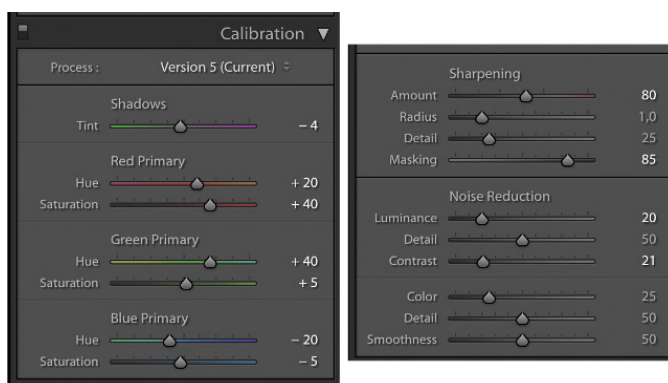 Calibration
Process : Version 5 (Current)
Shadows
Tint – 4
Red Primary
Hue + 20
Saturation + 40
Green Primary
Hue + 40
Saturation + 5
Blue Primary
Hue – 20
Saturation – 5
Sharpening
Amount 80
Radius 1,0
Detail 25
Masking 85
Noise Reduction
Luminance 20
Detail 50
Contrast 21
Color 25
Detail 50
Smoothness 50